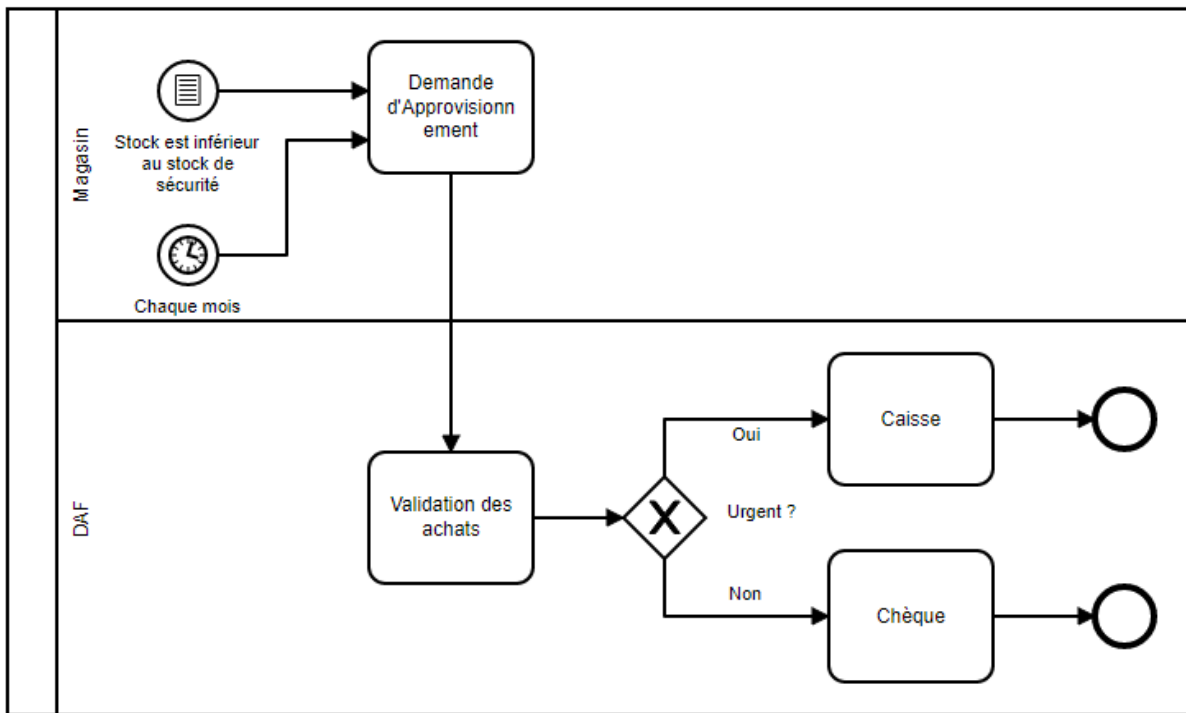 Magasin
Stock est inférieur
au stock de
sécurité
Chaque mois
Demande
d'Approvisionn
ement
DAF
Validation des
achats
Urgent ?
Oui
Caisse
Non
Chèque